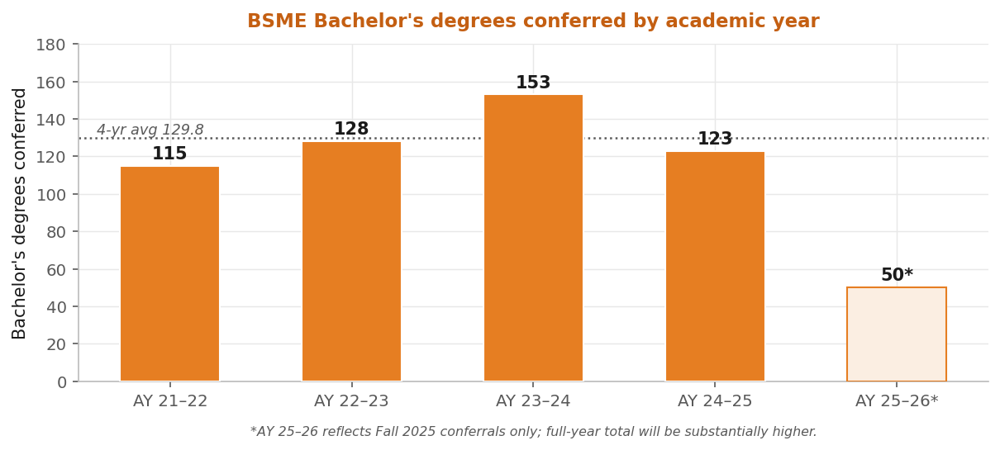 BSME Bachelor's degrees conferred by academic year
Bachelor's degrees conferred
180
160
140
120
100
80
60
40
20
0
4-yr avg 129.8
115
128
153
123
50*
AY 21–22
AY 22–23
AY 23–24
AY 24–25
AY 25–26*
*AY 25–26 reflects Fall 2025 conferrals only; full-year total will be substantially higher.